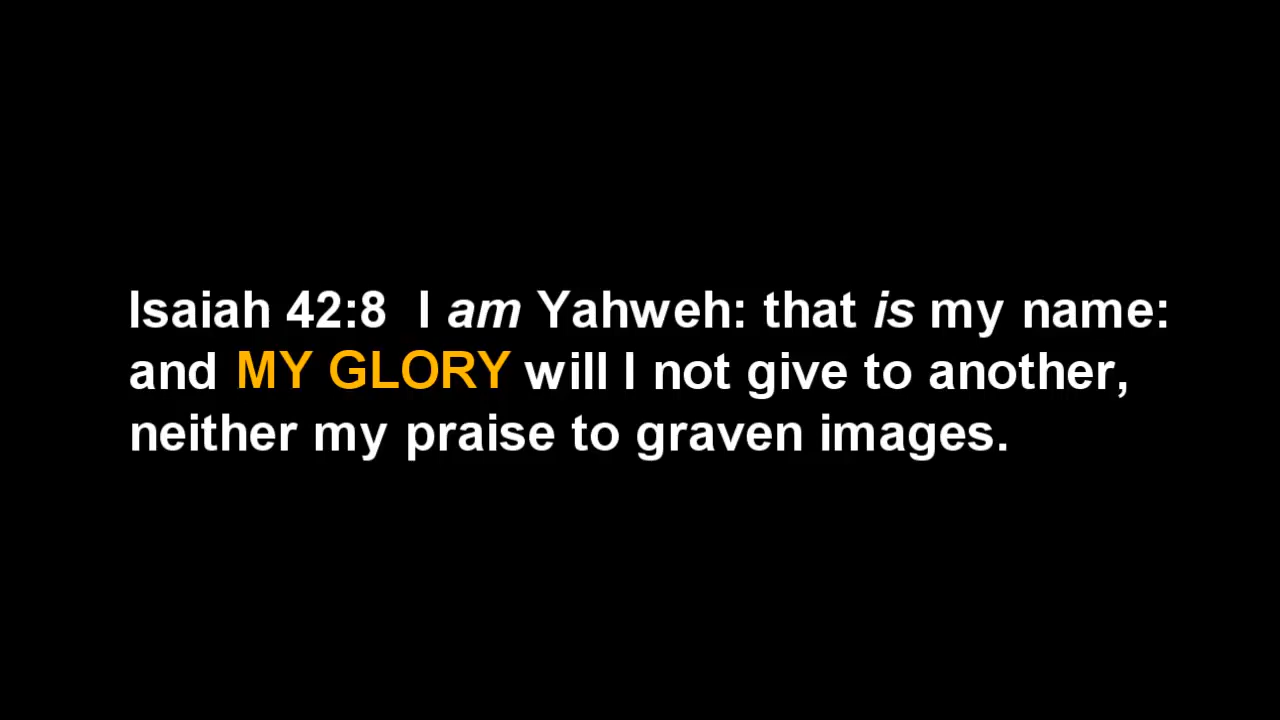 Isaiah 42:8  I am Yahweh: that is my name:
and MY GLORY will I not give to another,
neither my praise to graven images.